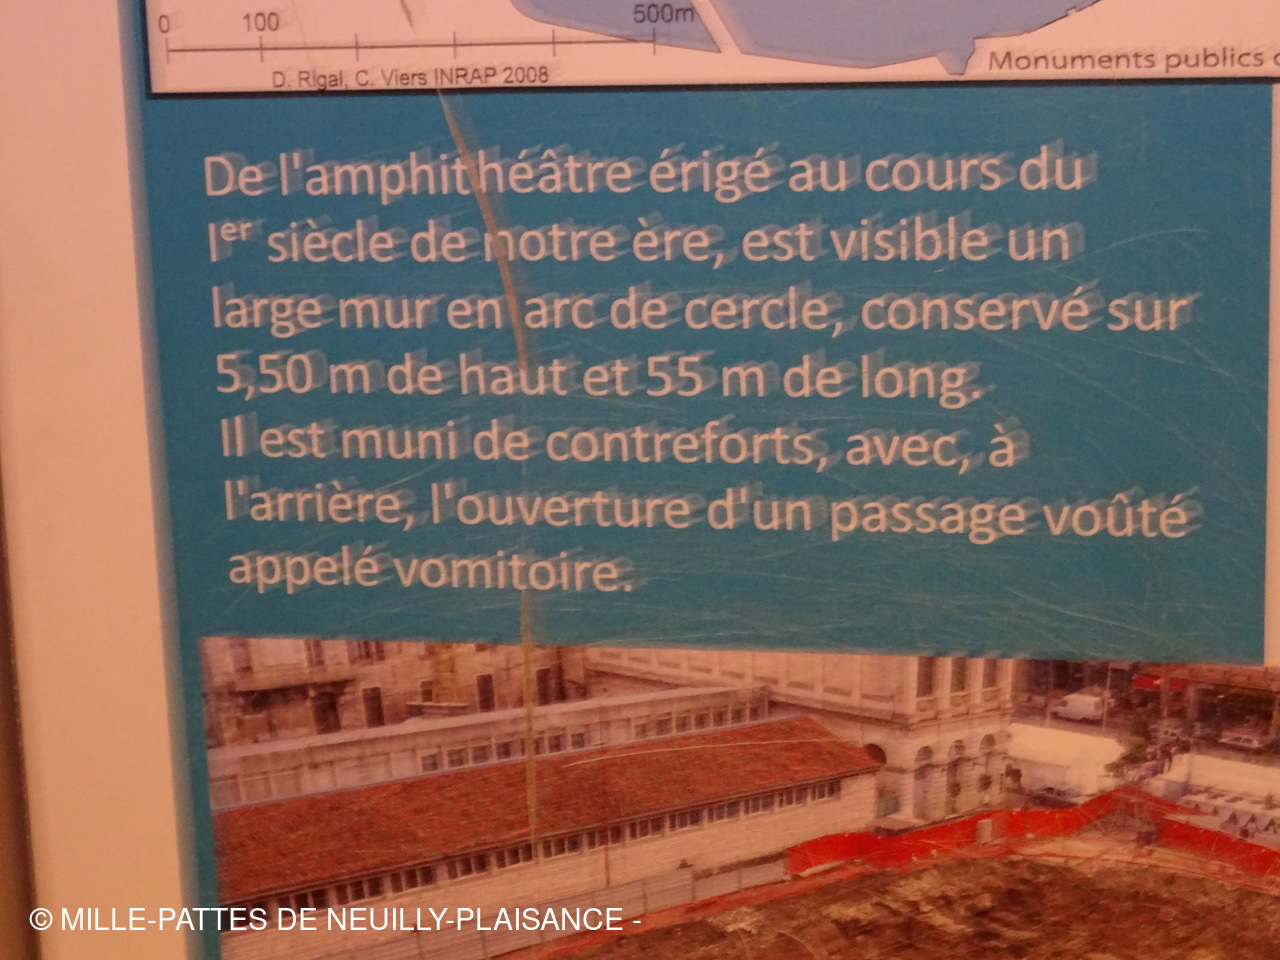 0 100 500m
D. Rigal, C. Viers INRAP 2008
Monuments publics
De l'amphithéâtre érigé au cours du
Ier siècle de notre ère, est visible un
large mur en arc de cercle, conservé sur
5,50 m de haut et 55 m de long.
Il est muni de contreforts, avec, à
l'arrière, l'ouverture d'un passage voûté
appelé vomitoire.
© MILLE-PATTES DE NEUILLY-PLAISANCE -